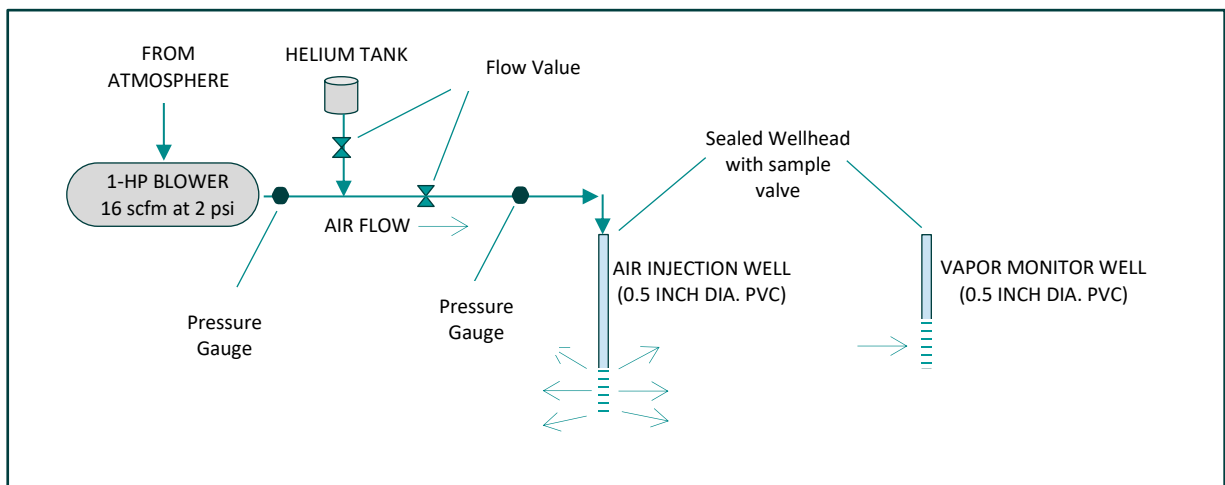 FROM
ATMOSPHERE
HELIUM TANK
Flow Value
Sealed Wellhead
with sample
valve
1-HP BLOWER
16 scfm at 2 psi
AIR FLOW
AIR INJECTION WELL
(0.5 INCH DIA. PVC)
VAPOR MONITOR WELL
(0.5 INCH DIA. PVC)
Pressure
Gauge
Pressure
Gauge